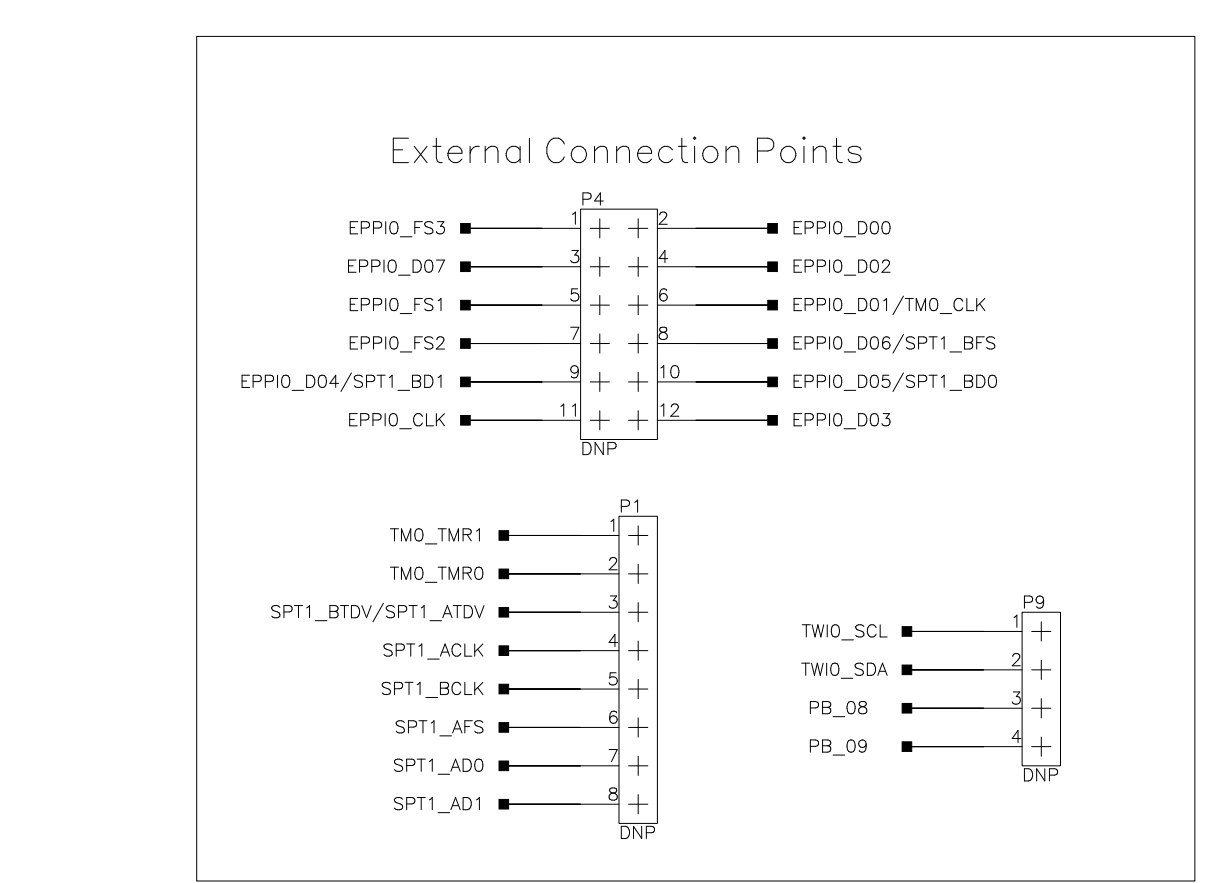 External Connection Points
P4
EPPI0_FS3 1 2 EPPI0_D00
EPPI0_D07 3 4 EPPI0_D02
EPPI0_FS1 5 6 EPPI0_D01/TM0_CLK
EPPI0_FS2 7 8 EPPI0_D06/SPT1_BFS
EPPI0_D04/SPT1_BD1 9 10 EPPI0_D05/SPT1_BD0
EPPI0_CLK 11 12 EPPI0_D03
DNP
P1
TM0_TMR1 1
TM0_TMR0 2
SPT1_BTDV/SPT1_ATDV 3
SPT1_ACLK 4
SPT1_BCLK 5
SPT1_AFS 6
SPT1_AD0 7
SPT1_AD1 8
DNP
P9
TWI0_SCL 1
TWI0_SDA 2
PB_08 3
PB_09 4
DNP